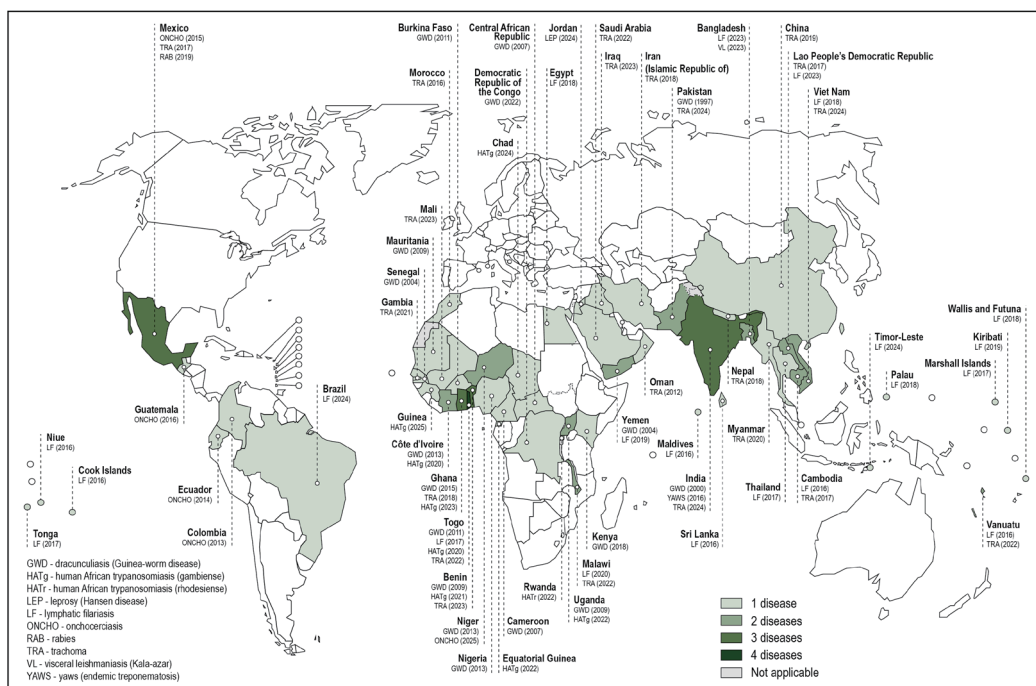 Mexico
ONCHO (2015)
TRA (2017)
RAB (2019)
Burkina Faso
GWD (2011)
Central African
Republic
GWD (2007)
Jordan
LEP (2024)
Saudi Arabia
TRA (2022)
Bangladesh
LF (2023)
VL (2023)
China
TRA (2019)
Morocco
TRA (2016)
Democratic
Republic of
the Congo
GWD (2022)
Egypt
LF (2018)
Iraq
TRA (2023)
Iran
(Islamic Republic of)
TRA (2018)
Pakistan
GWD (1997)
TRA (2024)
Lao People's Democratic Republic
TRA (2017)
LF (2023)
Viet Nam
LF (2018)
TRA (2024)
Chad
HATg (2024)
Mali
TRA (2023)
Mauritania
GWD (2009)
Senegal
GWD (2004)
Gambia
TRA (2021)
Wallis and Futuna
LF (2018)
Timor-Leste
LF (2024)
Kiribati
LF (2019)
Marshall Islands
LF (2017)
Palau
LF (2018)
Guatemala
ONCHO (2016)
Brazil
LF (2024)
Guinea
HATg (2025)
Oman
TRA (2012)
Nepal
TRA (2018)
Yemen
GWD (2004)
LF (2019)
Maldives
LF (2016)
Myanmar
TRA (2020)
Niue
LF (2016)
Cook Islands
LF (2016)
Tonga
LF (2017)
Ecuador
ONCHO (2014)
Colombia
ONCHO (2013)
Côte d'Ivoire
GWD (2013)
HATg (2020)
Ghana
GWD (2015)
TRA (2018)
HATg (2023)
Togo
GWD (2011)
LF (2017)
HATg (2020)
TRA (2022)
Benin
GWD (2009)
HATg (2021)
TRA (2023)
Niger
GWD (2013)
ONCHO (2025)
Nigeria
GWD (2013)
Cameroon
GWD (2007)
Equatorial Guinea
HATg (2022)
Rwanda
HATr (2022)
Kenya
GWD (2018)
Malawi
LF (2020)
TRA (2022)
Uganda
GWD (2009)
HATg (2022)
India
GWD (2000)
YAWS (2016)
TRA (2024)
Sri Lanka
LF (2016)
Thailand
LF (2017)
Cambodia
LF (2016)
TRA (2017)
Vanuatu
LF (2016)
TRA (2022)
GWD - dracunculiasis (Guinea-worm disease)
HATg - human African trypanosomiasis (gambiense)
HATr - human African trypanosomiasis (rhodesiense)
LEP - leprosy (Hansen disease)
LF - lymphatic filariasis
ONCHO - onchocerciasis
RAB - rabies
TRA - trachoma
VL - visceral leishmaniasis (Kala-azar)
YAWS - yaws (endemic treponematosis)
1 disease
2 diseases
3 diseases
4 diseases
Not applicable